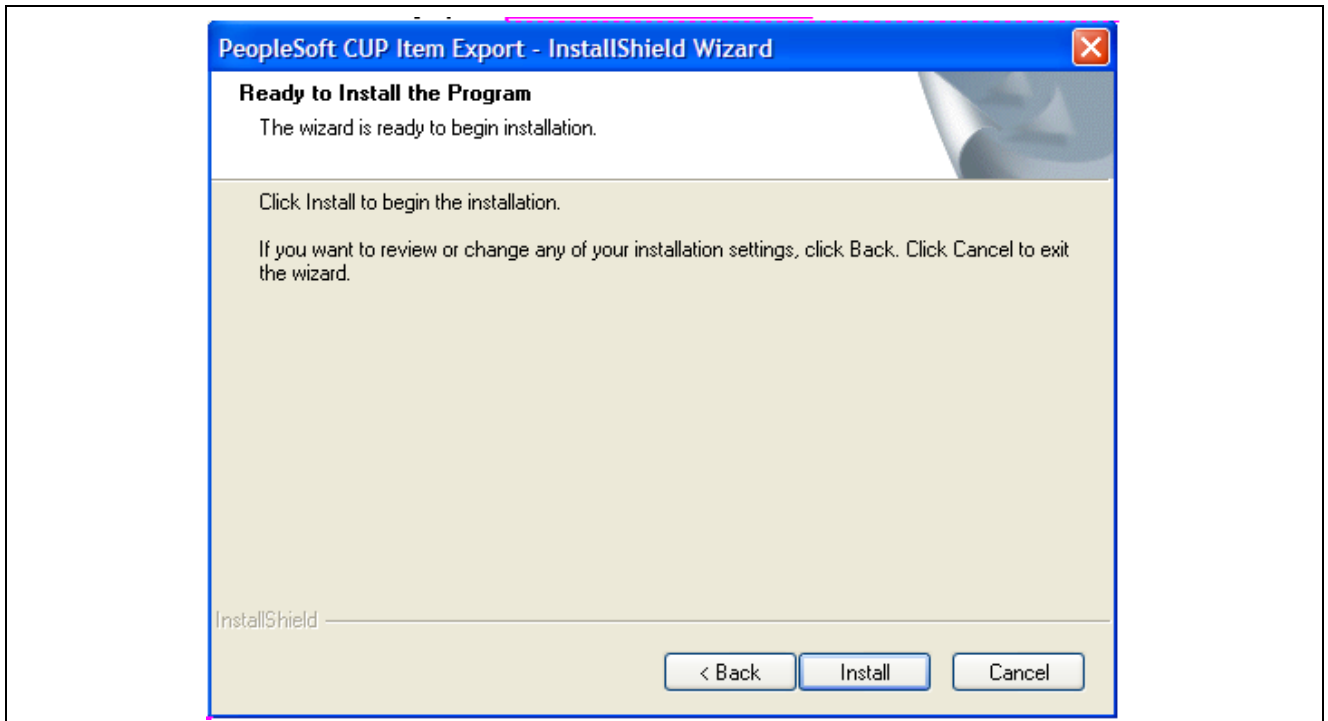 PeopleSoft CUP Item Export - InstallShield Wizard
Ready to Install the Program
The wizard is ready to begin installation.
Click Install to begin the installation.
If you want to review or change any of your installation settings, click Back. Click Cancel to exit
the wizard.
InstallShield
< Back Install Cancel